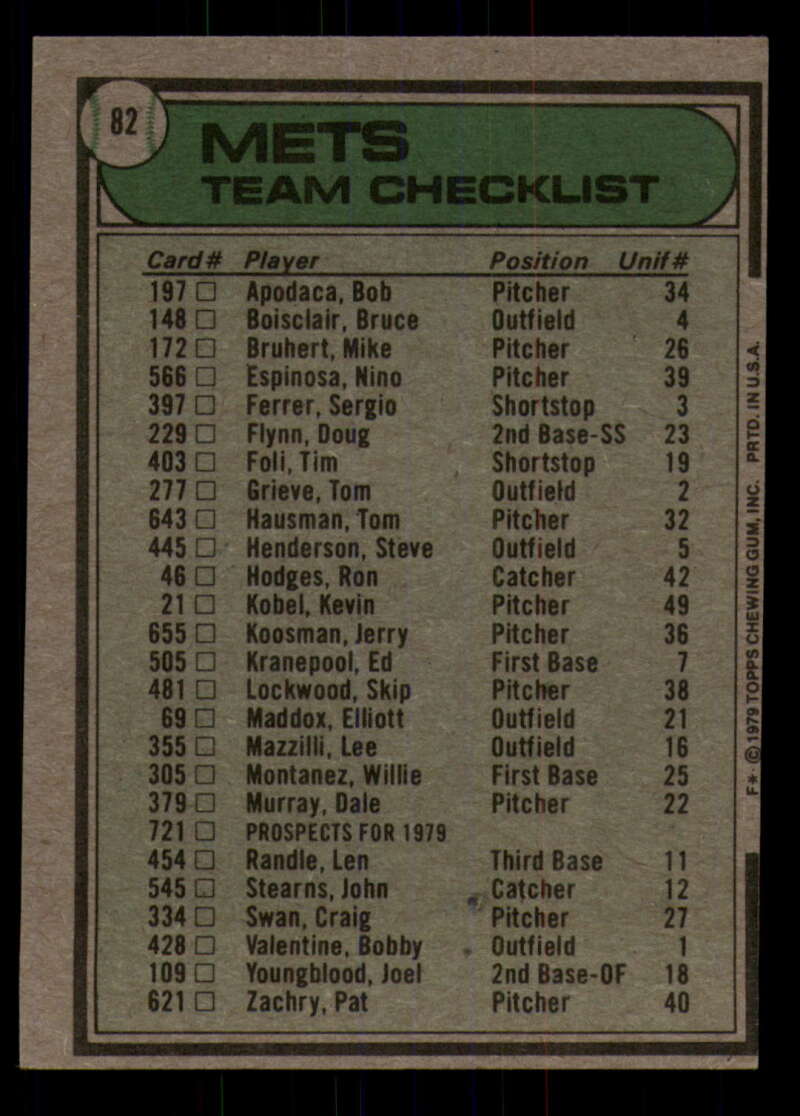 82
METS
TEAM CHECKLIST
Card# Player Position Unif#
197 □ Apodaca, Bob Pitcher 34
148 □ Boisclair, Bruce Outfield 4
172 □ Bruhert, Mike Pitcher 26
566 □ Espinosa, Nino Pitcher 39
397 □ Ferrer, Sergio Shortstop 3
229 □ Flynn, Doug 2nd Base-SS 23
403 □ Foli, Tim Shortstop 19
277 □ Grieve, Tom Outfield 2
643 □ Hausman, Tom Pitcher 32
445 □ Henderson, Steve Outfield 5
46 □ Hodges, Ron Catcher 42
21 □ Kobel, Kevin Pitcher 49
655 □ Koosman, Jerry Pitcher 36
505 □ Kranepool, Ed First Base 7
481 □ Lockwood, Skip Pitcher 38
69 □ Maddox, Elliott Outfield 21
355 □ Mazzilli, Lee Outfield 16
305 □ Montanez, Willie First Base 25
379 □ Murray, Dale Pitcher 22
721 □ PROSPECTS FOR 1979
454 □ Randle, Len Third Base 11
545 □ Stearns, John Catcher 12
334 □ Swan, Craig Pitcher 27
428 □ Valentine, Bobby Outfield 1
109 □ Youngblood, Joel 2nd Base-OF 18
621 □ Zachry, Pat Pitcher 40
F* © 1979 TOPPS CHEWING GUM, INC. PRTD. IN U.S.A.